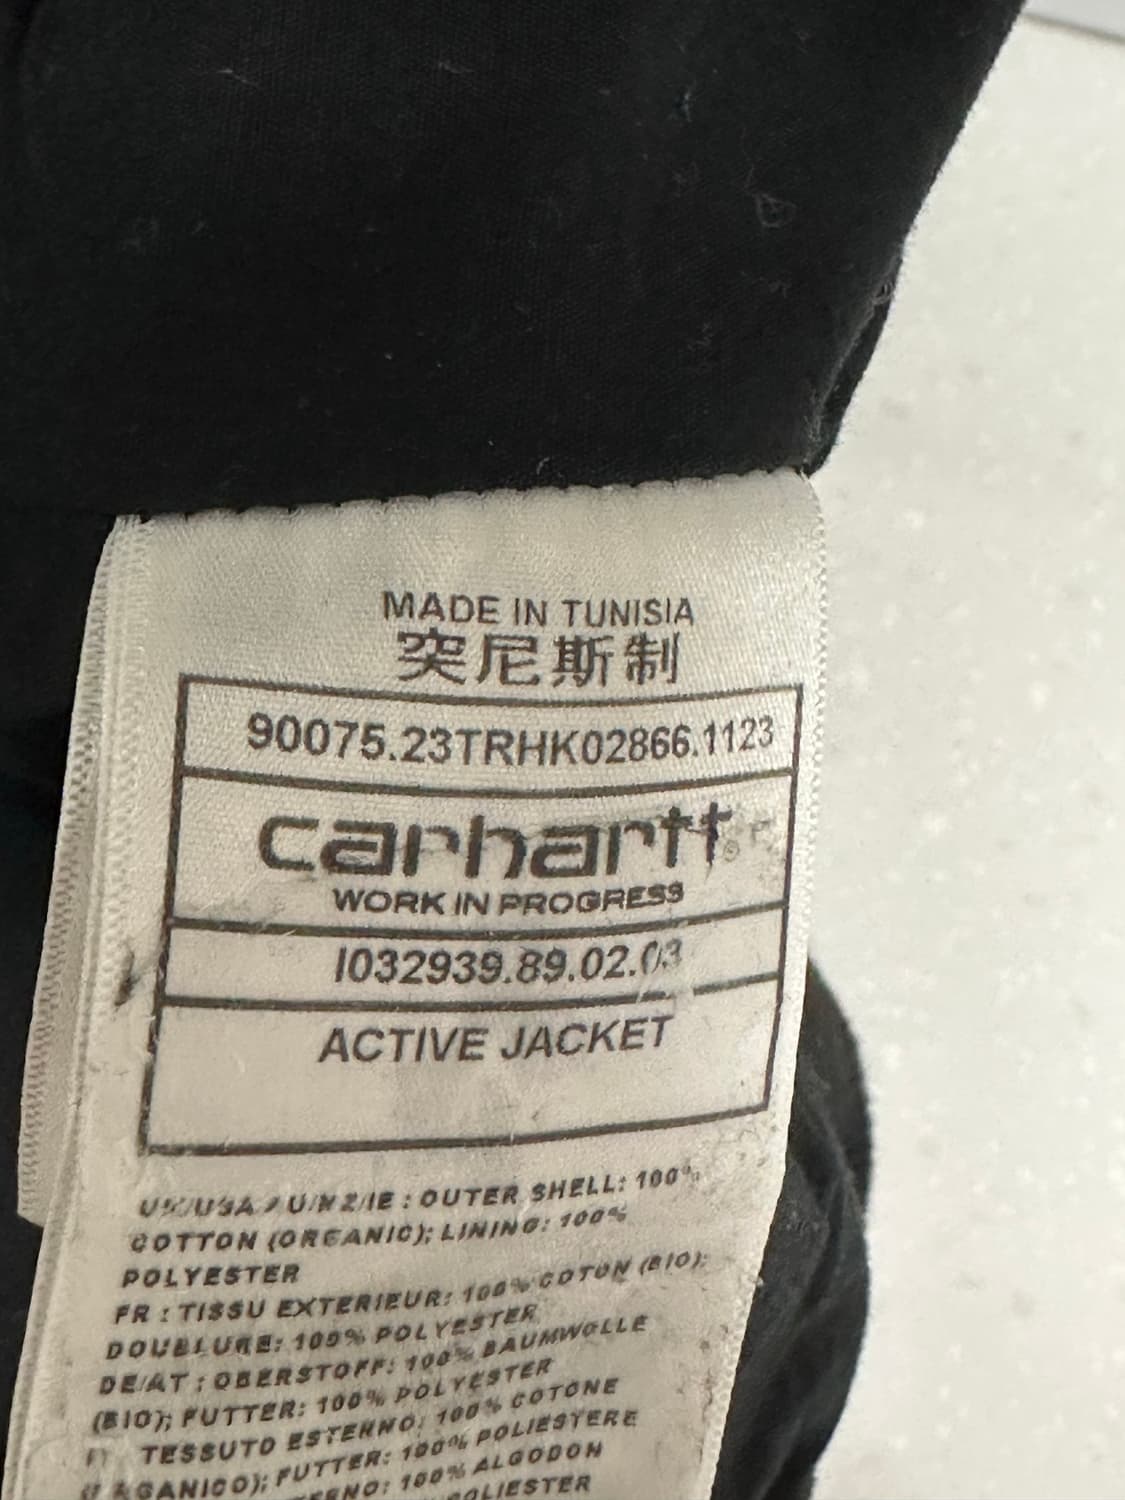 MADE IN TUNISIA
突尼斯制
90075.23TRHK02866.1123
carhartt
WORK IN PROGRESS
I032939.89.02.03
ACTIVE JACKET
UK/USA/AU/NZ/IE : OUTER SHELL: 100%
COTTON (ORGANIC); LINING: 100%
POLYESTER
FR : TISSU EXTERIEUR: 100% COTON (BIO);
DOUBLURE: 100% POLYESTER
DE/AT : OBERSTOFF: 100% BAUMWOLLE
(BIO); FUTTER: 100% POLYESTER
TESSUTO ESTERNO: 100% COTONE
FUTTER: 100% POLIESTERE
100% ALGODON